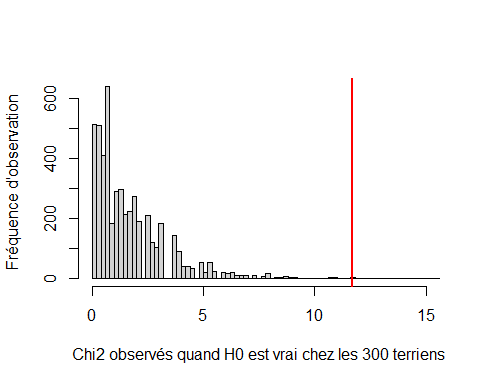 Fréquence d'observation
600
400
200
0
0 5 10 15
Chi2 observés quand H0 est vrai chez les 300 terriens